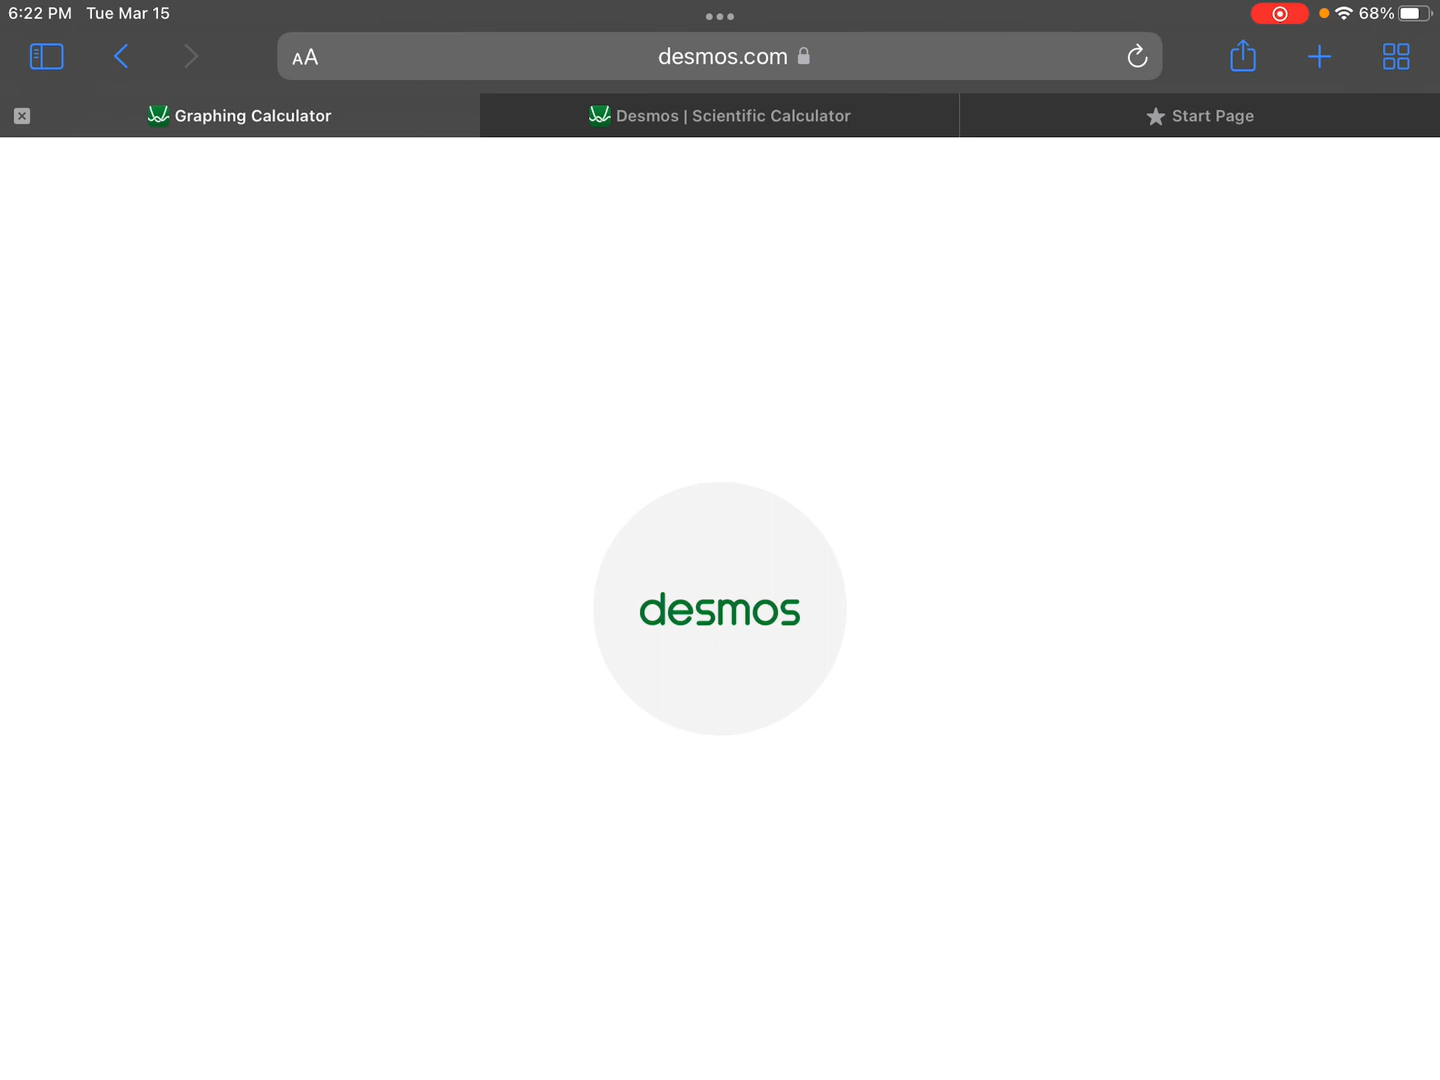 6:22 PM Tue Mar 15
68%
AA
desmos.com
Graphing Calculator
Desmos | Scientific Calculator
Start Page
desmos